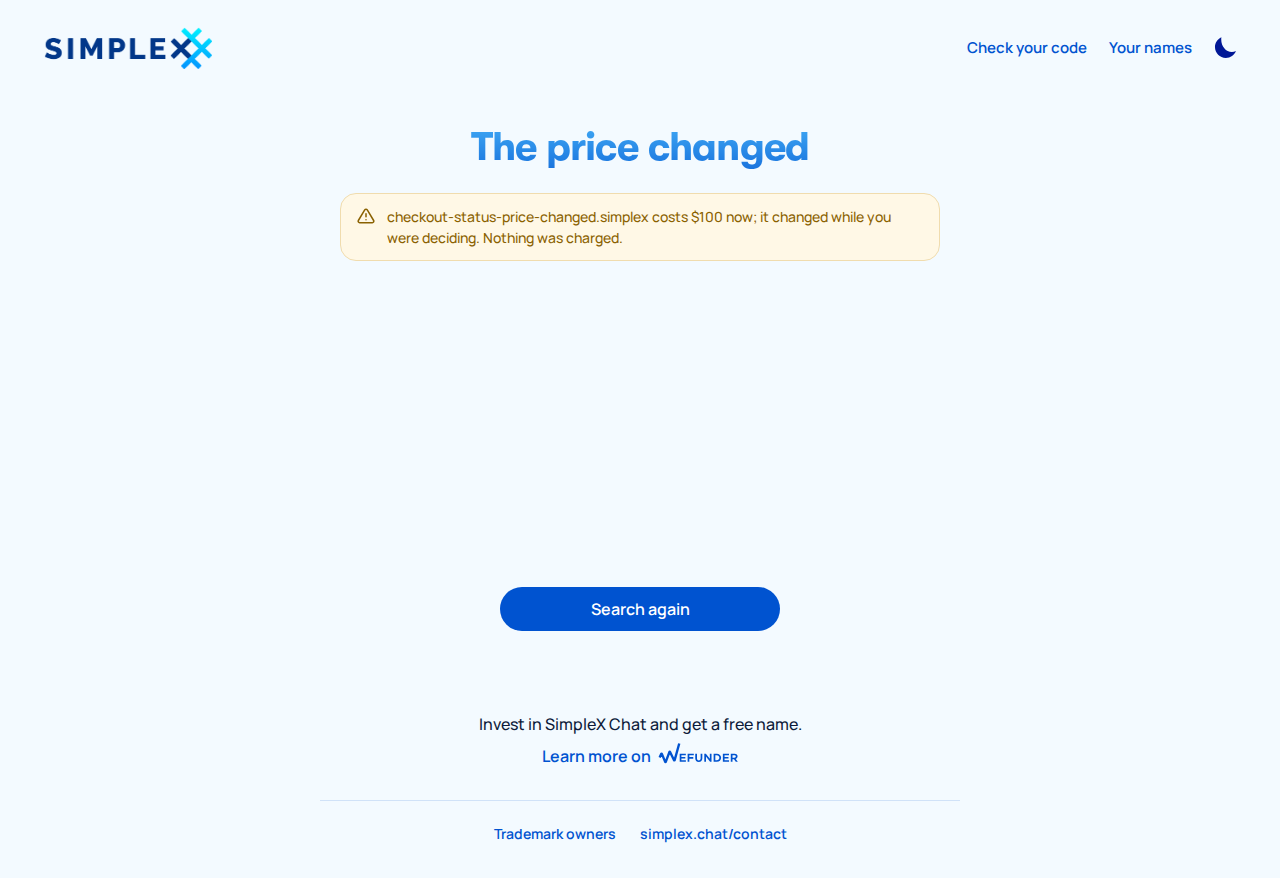 SIMPLEX
Check your code
Your names
The price changed
checkout-status-price-changed.simplex costs $100 now; it changed while you
were deciding. Nothing was charged.
Search again
Invest in SimpleX Chat and get a free name.
Learn more on WEFUNDER
Trademark owners
simplex.chat/contact